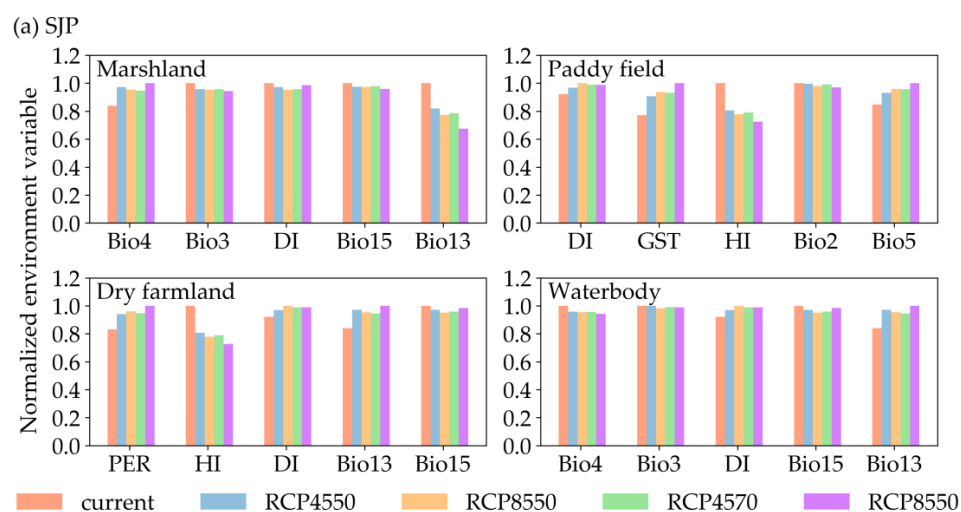 (a) SJP
Normalized environment variable
Marshland
1.2
1.0
0.8
0.6
0.4
0.2
0.0
Bio4 Bio3 DI Bio15 Bio13
Paddy field
1.2
1.0
0.8
0.6
0.4
0.2
0.0
DI GST HI Bio2 Bio5
Dry farmland
1.2
1.0
0.8
0.6
0.4
0.2
0.0
PER HI DI Bio13 Bio15
Waterbody
1.2
1.0
0.8
0.6
0.4
0.2
0.0
Bio4 Bio3 DI Bio15 Bio13
current RCP4550 RCP8550 RCP4570 RCP8550